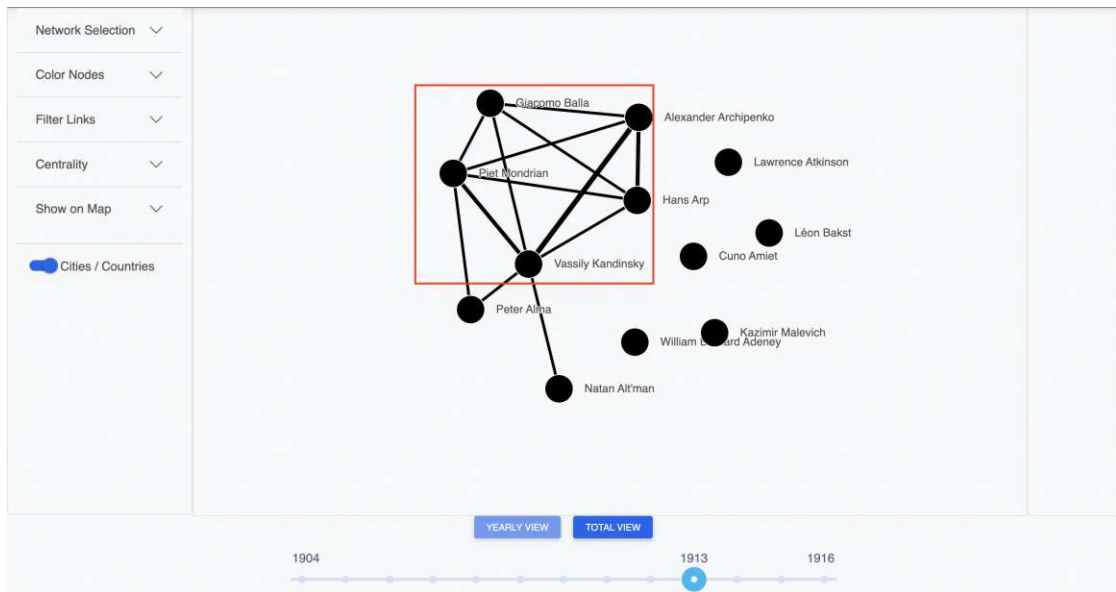 Network Selection
Color Nodes
Filter Links
Centrality
Show on Map
Cities / Countries
Giacomo Balla
Alexander Archipenko
Lawrence Atkinson
Piet Mondrian
Hans Arp
Léon Bakst
Cuno Amiet
Vassily Kandinsky
Peter Alma
Kazimir Malevich
William ard Adeney
Natan Alt'man
YEARLY VIEW TOTAL VIEW
1904 1913 1916